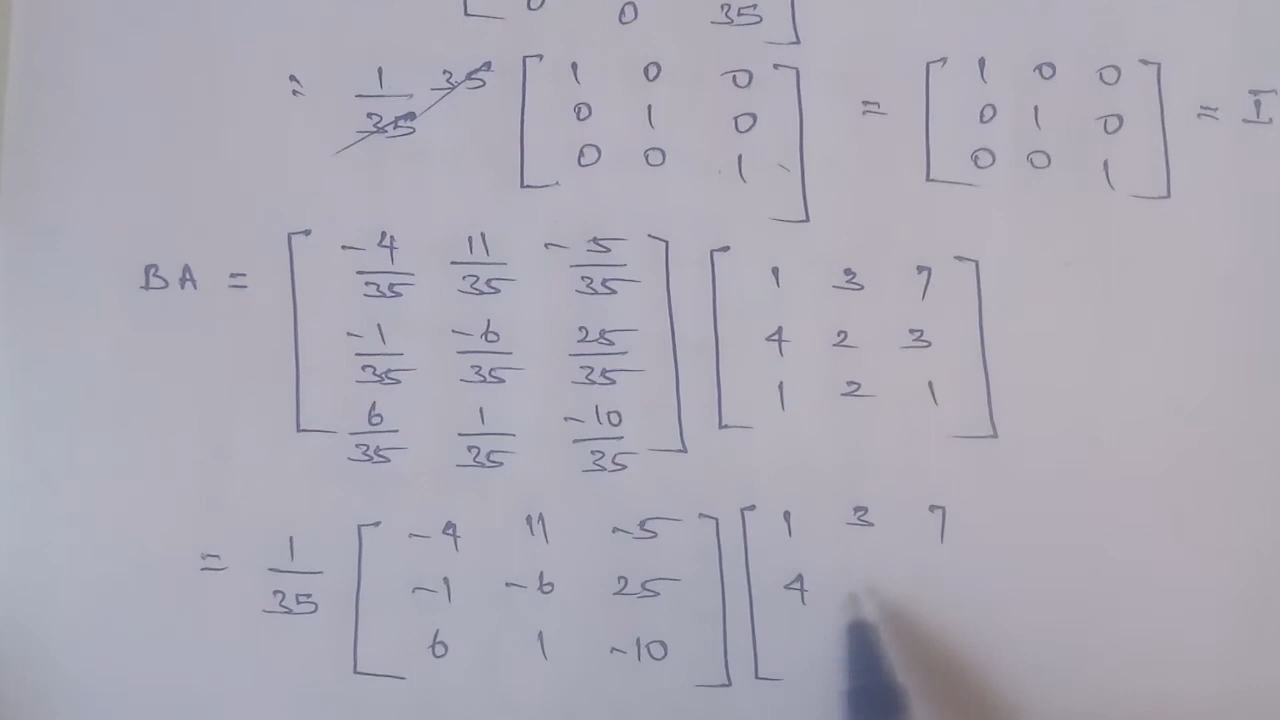 0 0 35
= 1/35 35 [ 1 0 0 ] = [ 1 0 0 ] = I
[ 0 1 0 ] [ 0 1 0 ]
[ 0 0 1 ] [ 0 0 1 ]
BA = [ -4/35 11/35 -5/35 ] [ 1 3 7 ]
[ -1/35 -6/35 25/35 ] [ 4 2 3 ]
[ 6/35 1/35 -10/35 ] [ 1 2 1 ]
= 1/35 [ -4 11 -5 ] [ 1 3 7
[ -1 -6 25 ] [ 4
[ 6 1 -10 ] [